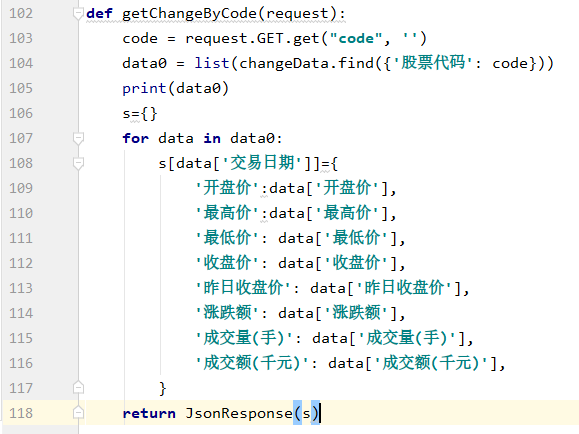 102 def getChangeByCode(request):
103     code = request.GET.get("code", '')
104     data0 = list(changeData.find({'股票代码': code}))
105     print(data0)
106     s={}
107     for data in data0:
108         s[data['交易日期']]={
109             '开盘价':data['开盘价'],
110             '最高价':data['最高价'],
111             '最低价': data['最低价'],
112             '收盘价': data['收盘价'],
113             '昨日收盘价': data['昨日收盘价'],
114             '涨跌额': data['涨跌额'],
115             '成交量(手)': data['成交量(手)'],
116             '成交额(千元)': data['成交额(千元)'],
117         }
118     return JsonResponse(s)